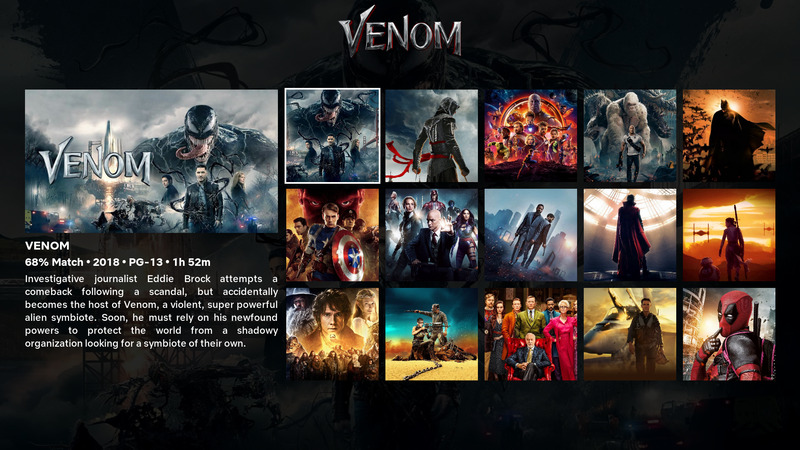 VENOM
VENOM
VENOM
68% Match • 2018 • PG-13 • 1h 52m
Investigative journalist Eddie Brock attempts a
comeback following a scandal, but accidentally
becomes the host of Venom, a violent, super powerful
alien symbiote. Soon, he must rely on his newfound
powers to protect the world from a shadowy
organization looking for a symbiote of their own.